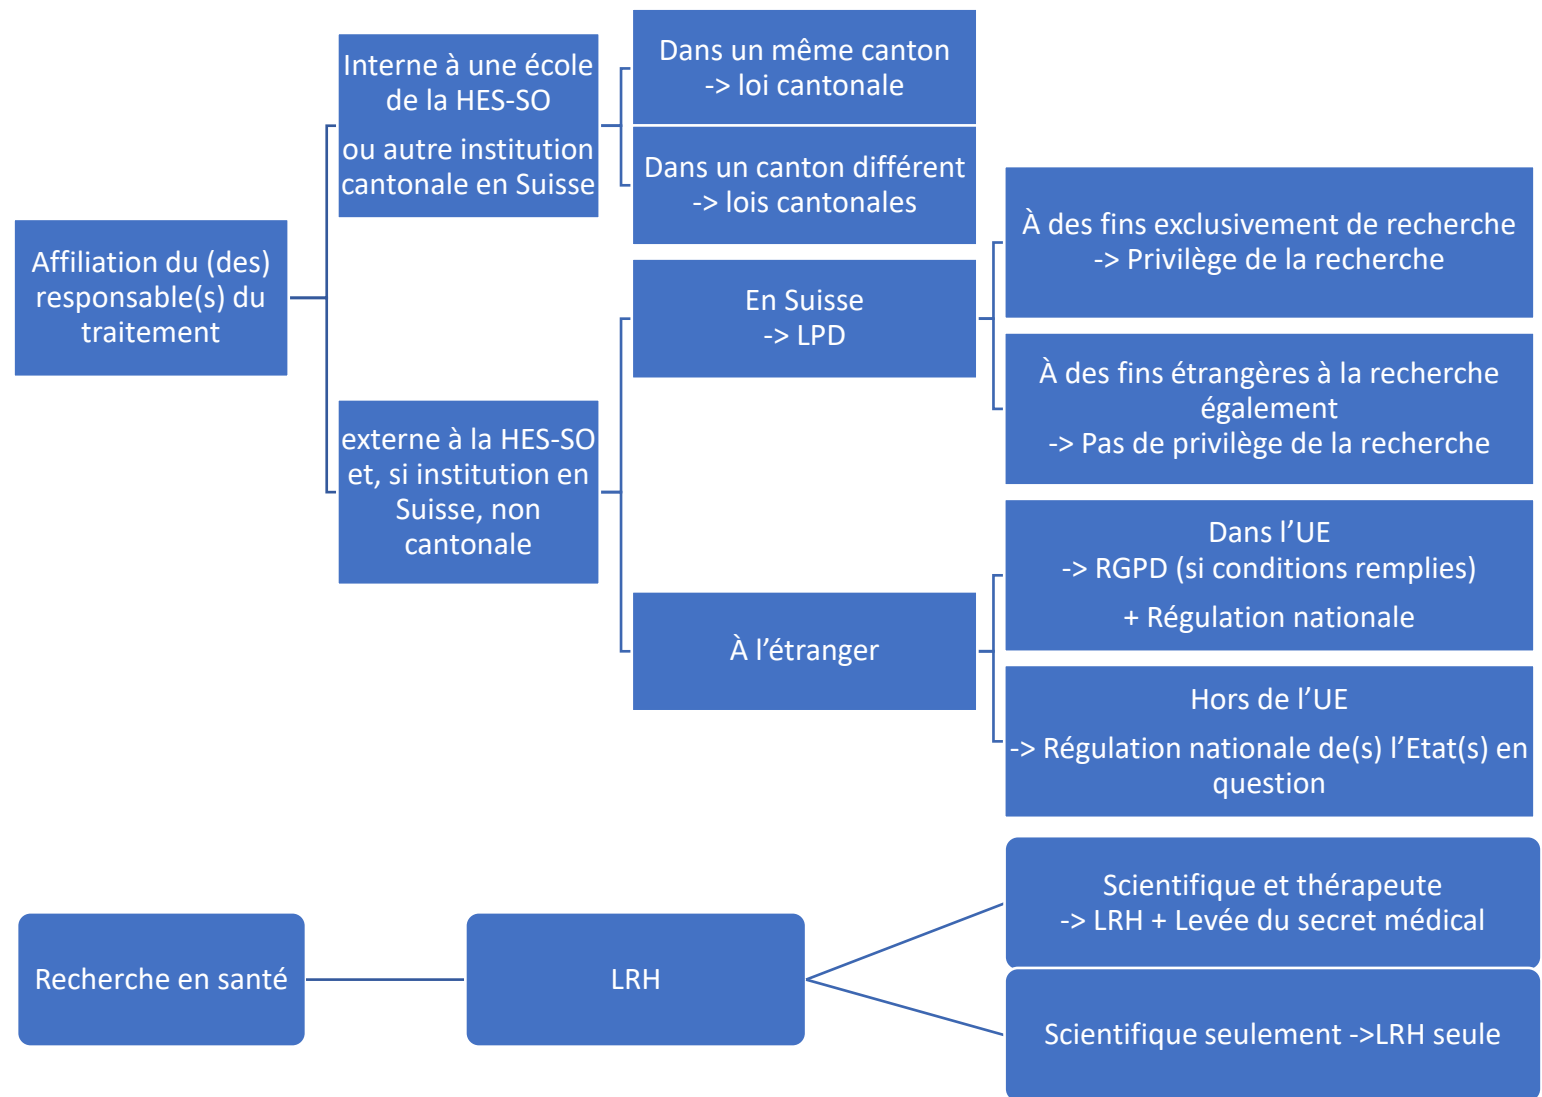 Affiliation du (des)
responsable(s) du
traitement
Interne à une école
de la HES-SO
ou autre institution
cantonale en Suisse
Dans un même canton
-> loi cantonale
Dans un canton différent
-> lois cantonales
externe à la HES-SO
et, si institution en
Suisse, non
cantonale
En Suisse
-> LPD
À des fins exclusivement de recherche
-> Privilège de la recherche
À des fins étrangères à la recherche
également
-> Pas de privilège de la recherche
À l’étranger
Dans l’UE
-> RGPD (si conditions remplies)
+ Régulation nationale
Hors de l’UE
-> Régulation nationale de(s) l’Etat(s) en
question
Recherche en santé
LRH
Scientifique et thérapeute
-> LRH + Levée du secret médical
Scientifique seulement ->LRH seule